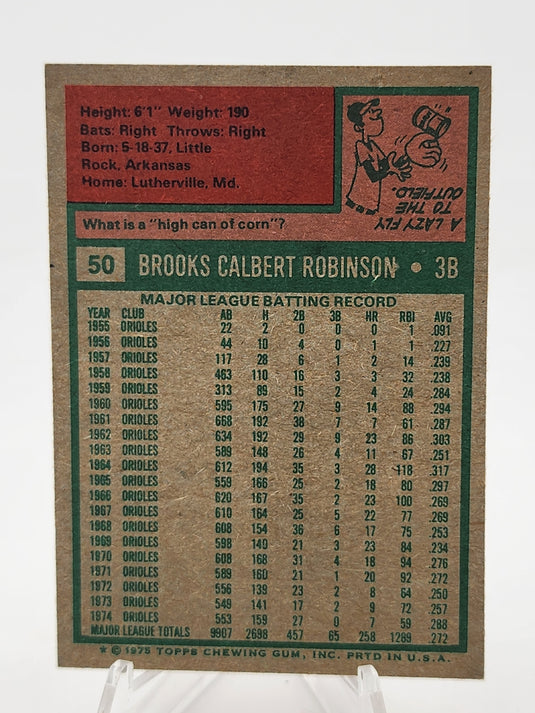 Height: 6'1" Weight: 190
Bats: Right Throws: Right
Born: 5-18-37, Little
Rock, Arkansas
Home: Lutherville, Md.
What is a "high can of corn"?
A LAZY FLY
TO THE
OUTFIELD.
50 BROOKS CALBERT ROBINSON • 3B
MAJOR LEAGUE BATTING RECORD
YEAR CLUB AB H 2B 3B HR RBI AVG
1955 ORIOLES 22 2 0 0 0 1 .091
1956 ORIOLES 44 10 4 0 1 1 .227
1957 ORIOLES 117 28 6 1 2 14 .239
1958 ORIOLES 463 110 16 3 3 32 .238
1959 ORIOLES 313 89 15 2 4 24 .284
1960 ORIOLES 595 175 27 9 14 88 .294
1961 ORIOLES 668 192 38 7 7 61 .287
1962 ORIOLES 634 192 29 9 23 86 .303
1963 ORIOLES 589 148 26 4 11 67 .251
1964 ORIOLES 612 194 35 3 28 118 .317
1965 ORIOLES 559 166 25 2 18 80 .297
1966 ORIOLES 620 167 35 2 23 100 .269
1967 ORIOLES 610 164 25 5 22 77 .269
1968 ORIOLES 608 154 36 6 17 75 .253
1969 ORIOLES 598 140 21 3 23 84 .234
1970 ORIOLES 608 168 31 4 18 94 .276
1971 ORIOLES 589 160 21 1 20 92 .272
1972 ORIOLES 556 139 23 2 8 64 .250
1973 ORIOLES 549 141 17 2 9 72 .257
1974 ORIOLES 553 159 27 0 7 59 .288
MAJOR LEAGUE TOTALS 9907 2698 457 65 258 1289 .272
* © 1975 TOPPS CHEWING GUM, INC. PRTD IN U.S.A.